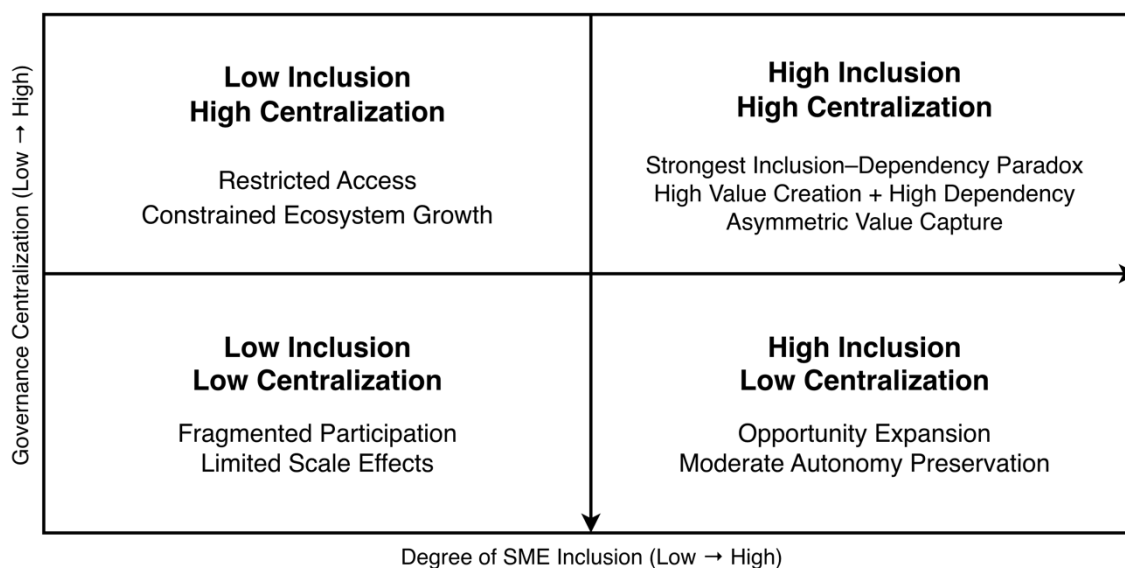 Governance Centralization (Low → High)
Low Inclusion
High Centralization
Restricted Access
Constrained Ecosystem Growth
High Inclusion
High Centralization
Strongest Inclusion–Dependency Paradox
High Value Creation + High Dependency
Asymmetric Value Capture
Low Inclusion
Low Centralization
Fragmented Participation
Limited Scale Effects
High Inclusion
Low Centralization
Opportunity Expansion
Moderate Autonomy Preservation
Degree of SME Inclusion (Low → High)